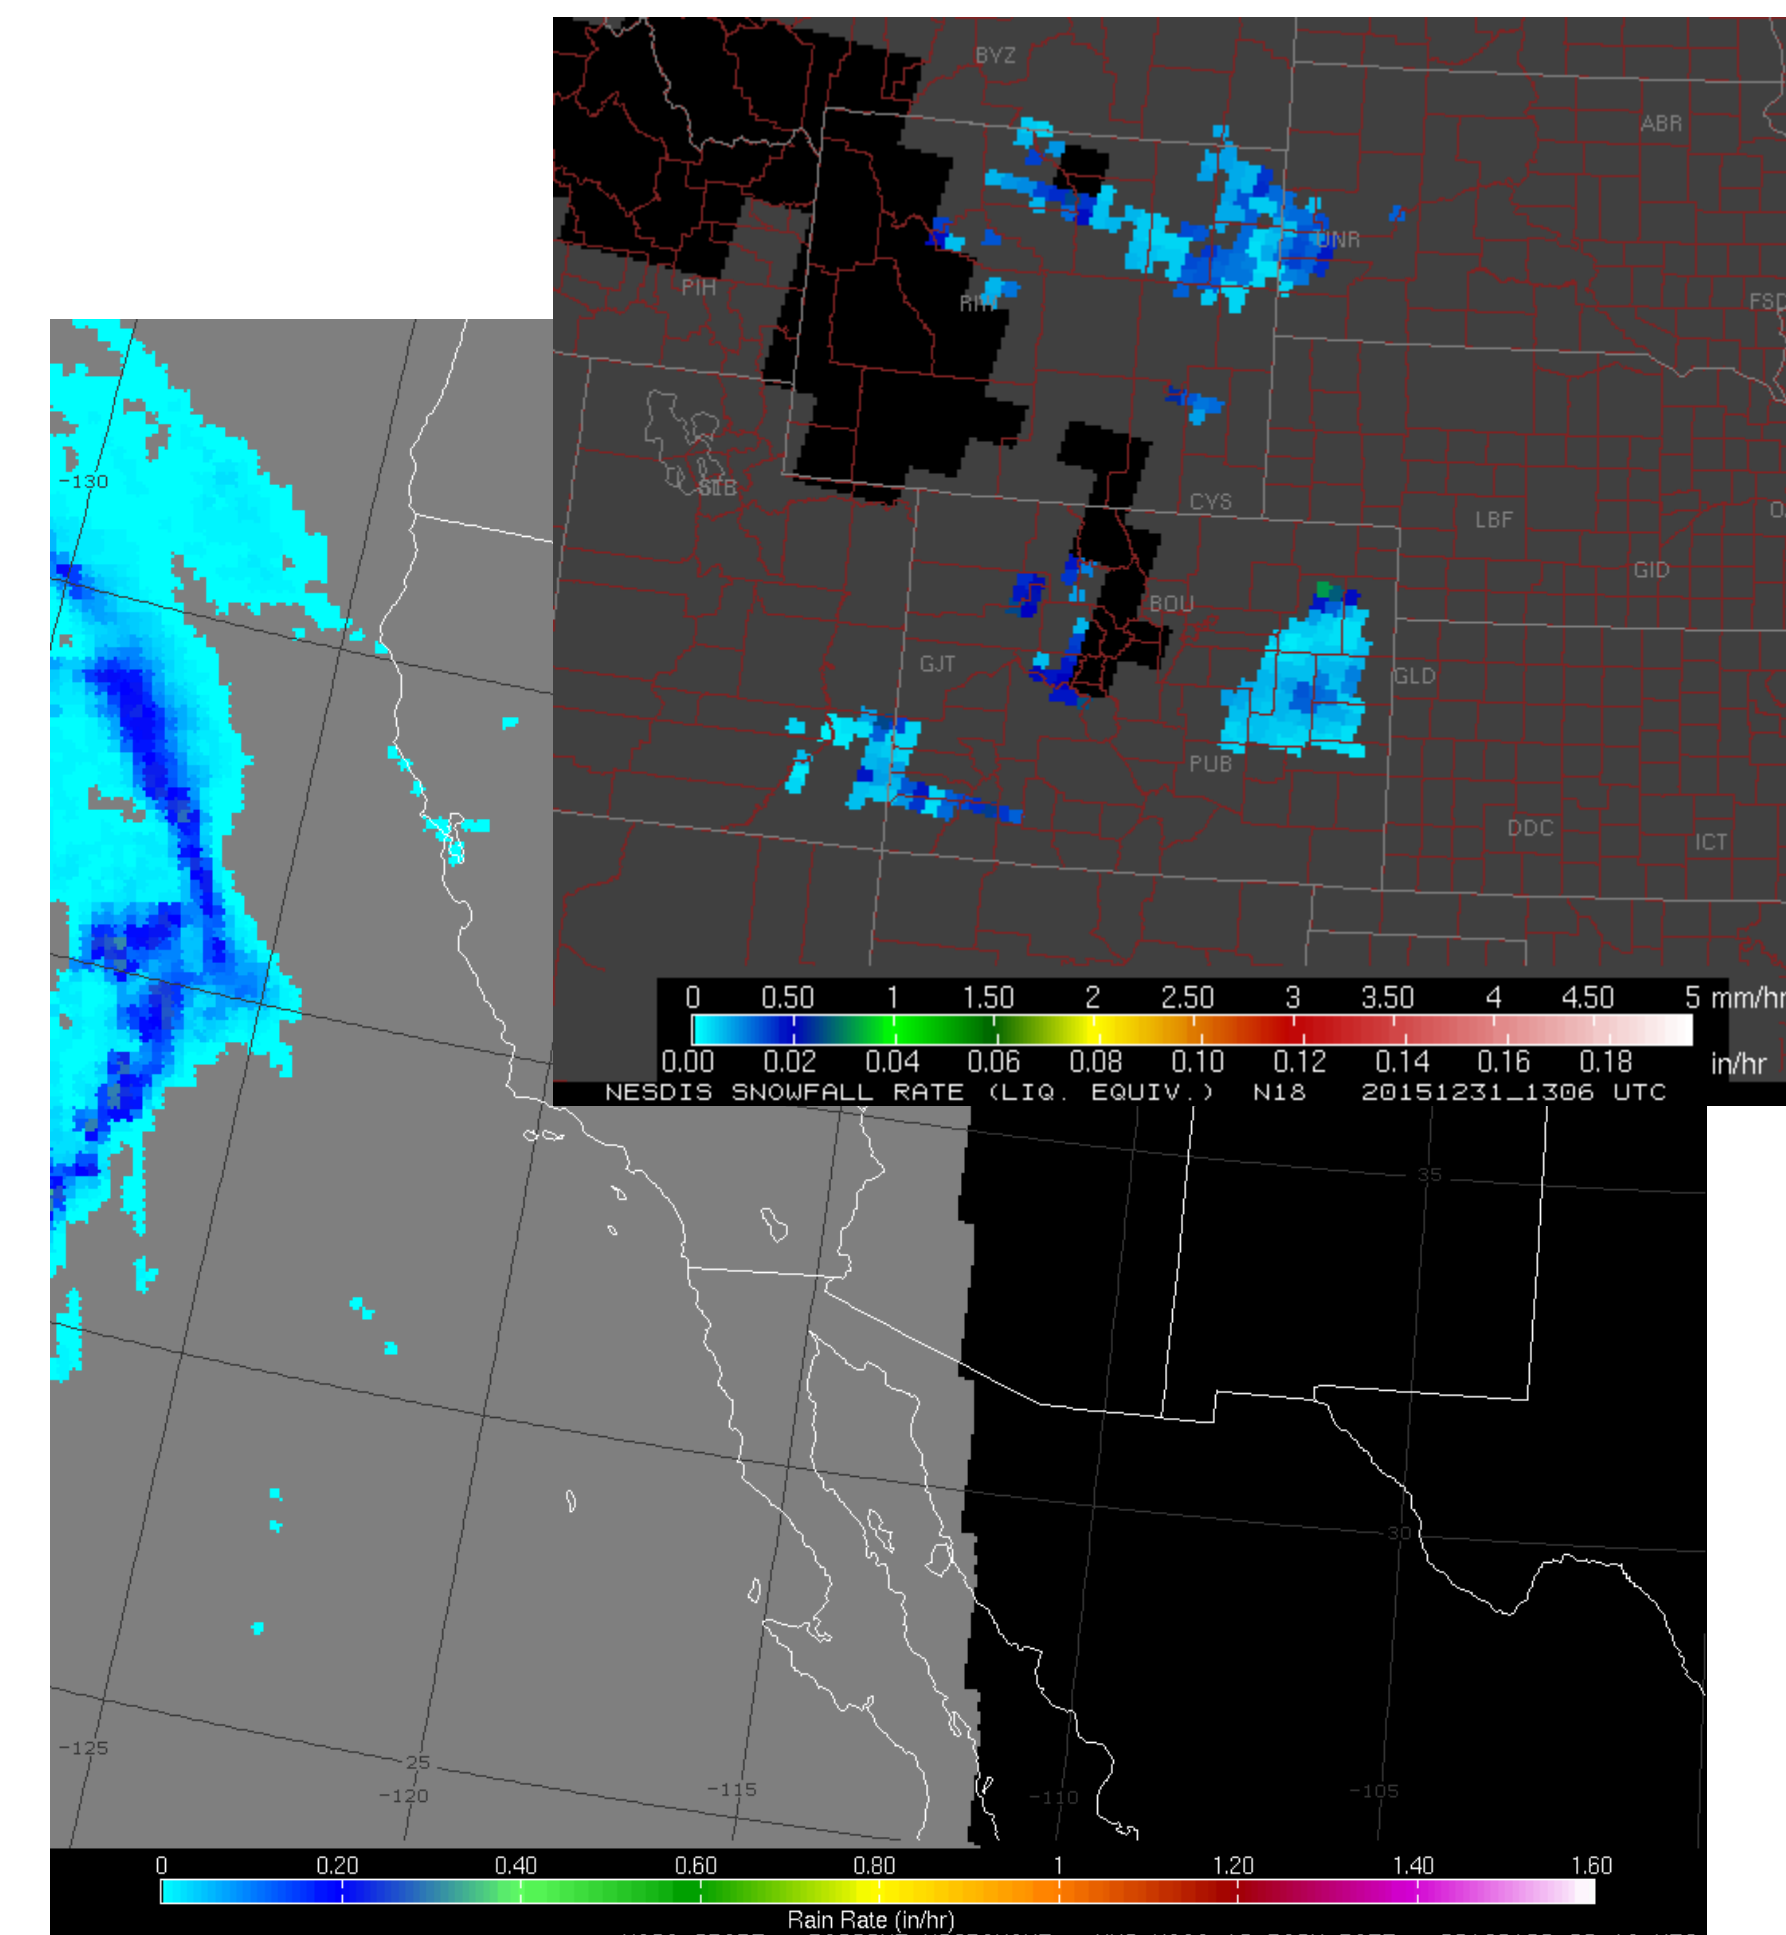 BYZ
ABR
UNR
PIH
RIW
FSD
CYS
LBF
GID
BOU
GJT
GLD
PUB
DDC
ICT
-130
0 0.50 1 1.50 2 2.50 3 3.50 4 4.50 5 mm/hr
0.00 0.02 0.04 0.06 0.08 0.10 0.12 0.14 0.16 0.18 in/hr
NESDIS SNOWFALL RATE (LIQ. EQUIV.) N18 20151231_1306 UTC
35
30
-125
25
-120
-115
-110
-105
0 0.20 0.40 0.60 0.80 1 1.20 1.40 1.60
Rain Rate (in/hr)